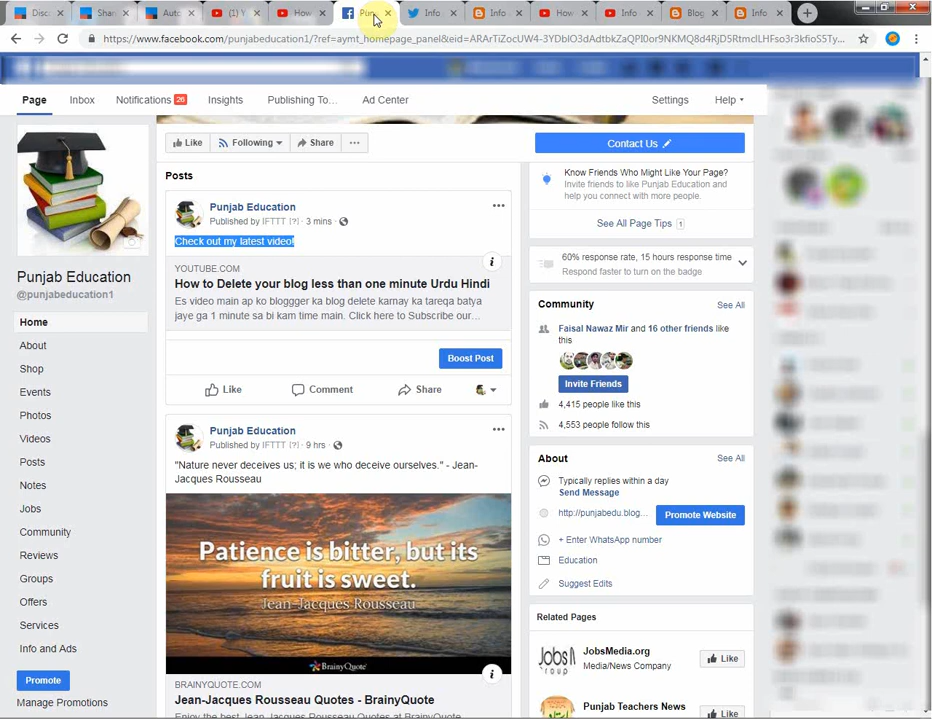 Disc
Shar
Auto
(1) Y
How
Pun
Info
Info
How
Info
Blog
Info
https://www.facebook.com/punjabeducation1/?ref=aymt_homepage_panel&eid=ARArTiZocUW4-3YDbIO3dAdtbkZaQPI0or9NKMQ8d4RjD5RtmclLHFso3r3kfioS5Ty...
Page
Inbox
Notifications 26
Insights
Publishing To...
Ad Center
Settings
Help
Like
Following
Share
...
Contact Us
Punjab Education
@punjabeducation1
Home
About
Shop
Events
Photos
Videos
Posts
Notes
Jobs
Community
Reviews
Groups
Offers
Services
Info and Ads
Promote
Manage Promotions
Posts
Punjab Education
Published by IFTTT [?] · 3 mins ·
Check out my latest video!
YOUTUBE.COM
How to Delete your blog less than one minute Urdu Hindi
Es video main ap ko bloggger ka blog delete karnay ka tareqa batya
jaye ga 1 minute sa bi kam time main. Click here to Subscribe our…
Boost Post
Like
Comment
Share
Punjab Education
Published by IFTTT [?] · 9 hrs ·
"Nature never deceives us; it is we who deceive ourselves." - Jean-
Jacques Rousseau
Patience is bitter, but its
fruit is sweet.
Jean-Jacques Rousseau
BrainyQuote
BRAINYQUOTE.COM
Jean-Jacques Rousseau Quotes - BrainyQuote
Enjoy the best Jean Jacques Rousseau Quotes at BrainyQuote
Know Friends Who Might Like Your Page?
Invite friends to like Punjab Education and
help you connect with more people.
See All Page Tips 1
60% response rate, 15 hours response time
Respond faster to turn on the badge
Community
See All
Faisal Nawaz Mir and 16 other friends like
this
Invite Friends
4,415 people like this
4,553 people follow this
About
See All
Typically replies within a day
Send Message
http://punjabedu.blog...
Promote Website
+ Enter WhatsApp number
Education
Suggest Edits
Related Pages
JobsMedia.org
Media/News Company
Like
Jobs
Group
Punjab Teachers News
Like